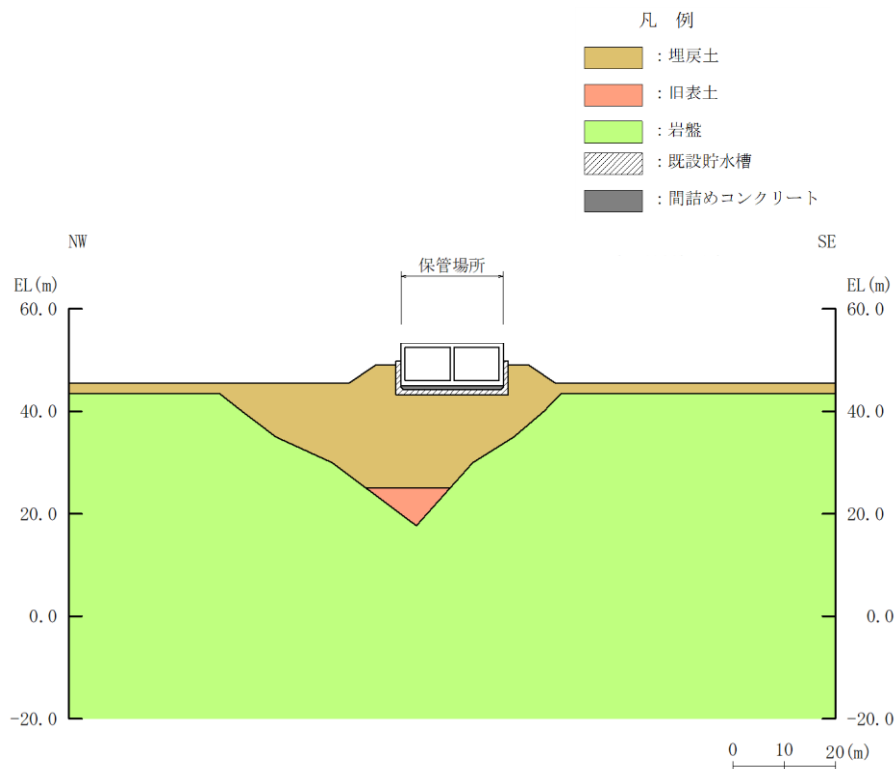 凡 例
：埋戻土
：旧表土
：岩盤
：既設貯水槽
：間詰めコンクリート
NW
SE
保管場所
EL(m)
EL(m)
60.0
60.0
40.0
40.0
20.0
20.0
0.0
0.0
-20.0
-20.0
0 10 20(m)